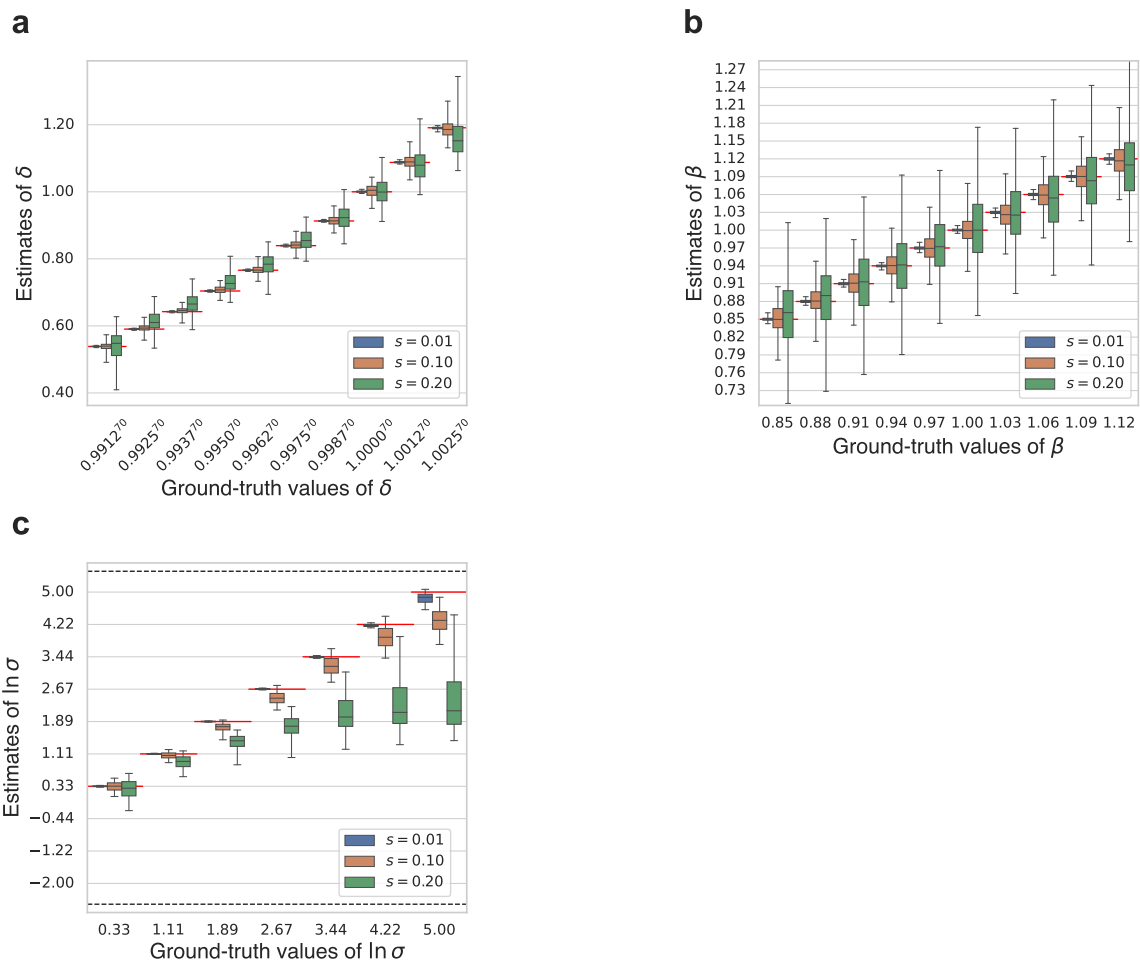 a
Estimates of δ
1.20
1.00
0.80
0.60
0.40
s = 0.01
s = 0.10
s = 0.20
0.9912⁷⁰ 0.9925⁷⁰ 0.9937⁷⁰ 0.9950⁷⁰ 0.9962⁷⁰ 0.9975⁷⁰ 0.9987⁷⁰ 1.0000⁷⁰ 1.0012⁷⁰ 1.0025⁷⁰
Ground-truth values of δ
b
Estimates of β
1.27
1.24
1.21
1.18
1.15
1.12
1.09
1.06
1.03
1.00
0.97
0.94
0.91
0.88
0.85
0.82
0.79
0.76
0.73
s = 0.01
s = 0.10
s = 0.20
0.85 0.88 0.91 0.94 0.97 1.00 1.03 1.06 1.09 1.12
Ground-truth values of β
c
Estimates of ln σ
5.00
4.22
3.44
2.67
1.89
1.11
0.33
−0.44
−1.22
−2.00
s = 0.01
s = 0.10
s = 0.20
0.33 1.11 1.89 2.67 3.44 4.22 5.00
Ground-truth values of ln σ